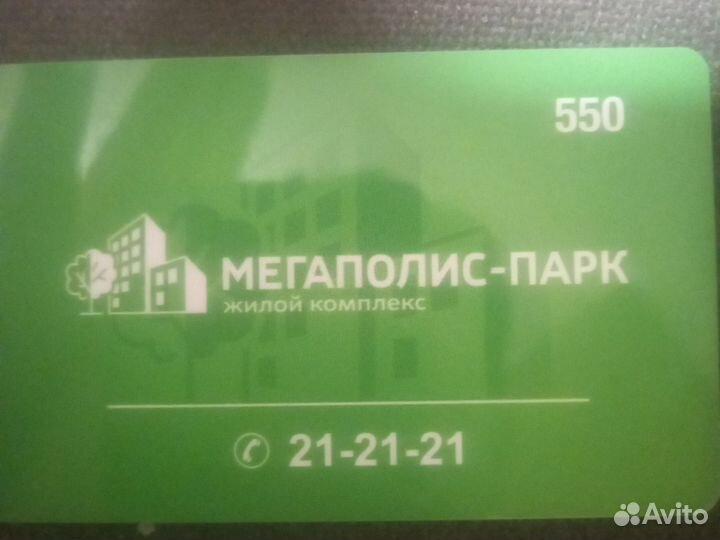 550
МЕГАПОЛИС-ПАРК
жилой комплекс
21-21-21
Avito